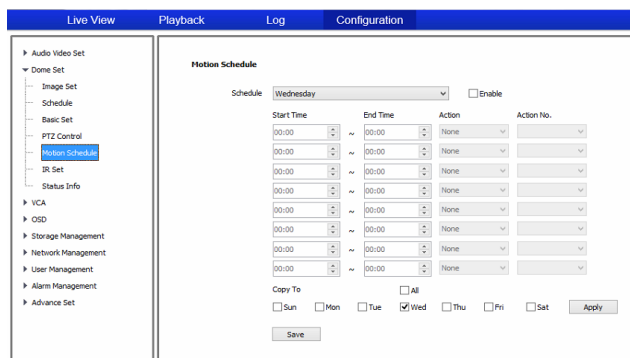 Live View Playback Log Configuration
Audio Video Set
Dome Set
Image Set
Schedule
Basic Set
PTZ Control
Motion Schedule
IR Set
Status Info
VCA
OSD
Storage Management
Network Management
User Management
Alarm Management
Advance Set
Motion Schedule
Schedule Wednesday Enable
Start Time End Time Action Action No.
00:00 ~ 00:00 None
00:00 ~ 00:00 None
00:00 ~ 00:00 None
00:00 ~ 00:00 None
00:00 ~ 00:00 None
00:00 ~ 00:00 None
00:00 ~ 00:00 None
00:00 ~ 00:00 None
Copy To All
Sun Mon Tue Wed Thu Fri Sat Apply
Save